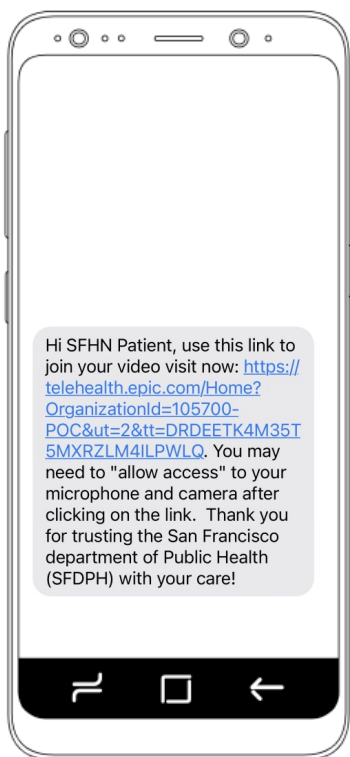 Hi SFHN Patient, use this link to
join your video visit now: https://
telehealth.epic.com/Home?
OrganizationId=105700-
POC&ut=2&tt=DRDEETK4M35T
5MXRZLM4ILPWLQ. You may
need to "allow access" to your
microphone and camera after
clicking on the link.  Thank you
for trusting the San Francisco
department of Public Health
(SFDPH) with your care!